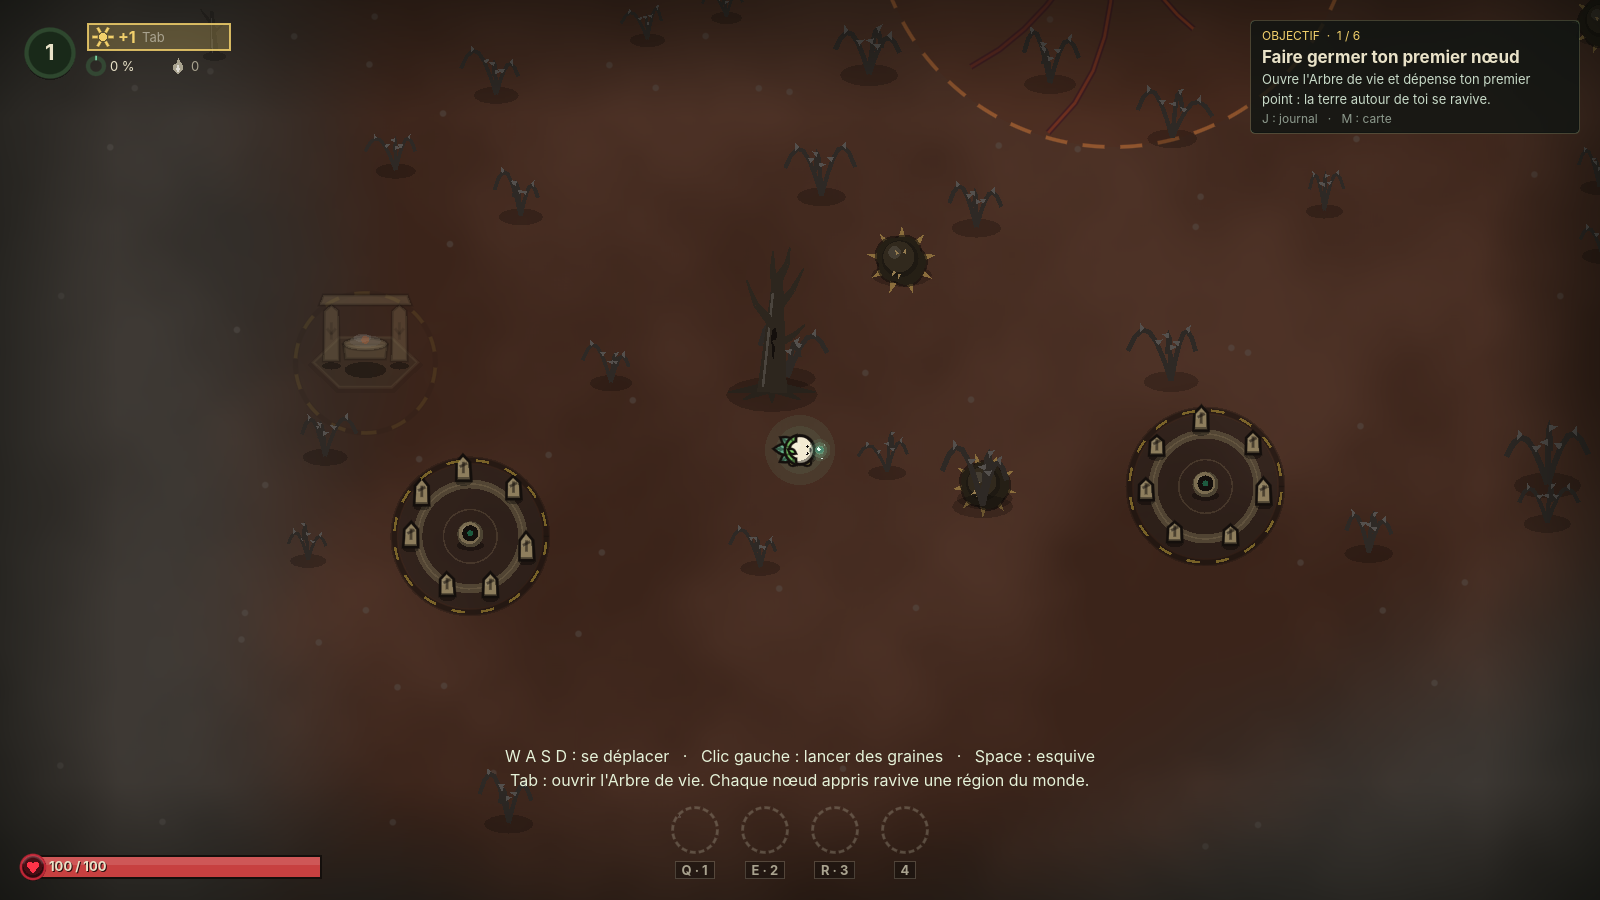 1
+1 Tab
0 % 0
OBJECTIF · 1 / 6
Faire germer ton premier nœud
Ouvre l'Arbre de vie et dépense ton premier
point : la terre autour de toi se ravive.
J : journal · M : carte
W A S D : se déplacer · Clic gauche : lancer des graines · Space : esquive
Tab : ouvrir l'Arbre de vie. Chaque nœud appris ravive une région du monde.
100 / 100
Q · 1 E · 2 R · 3 4